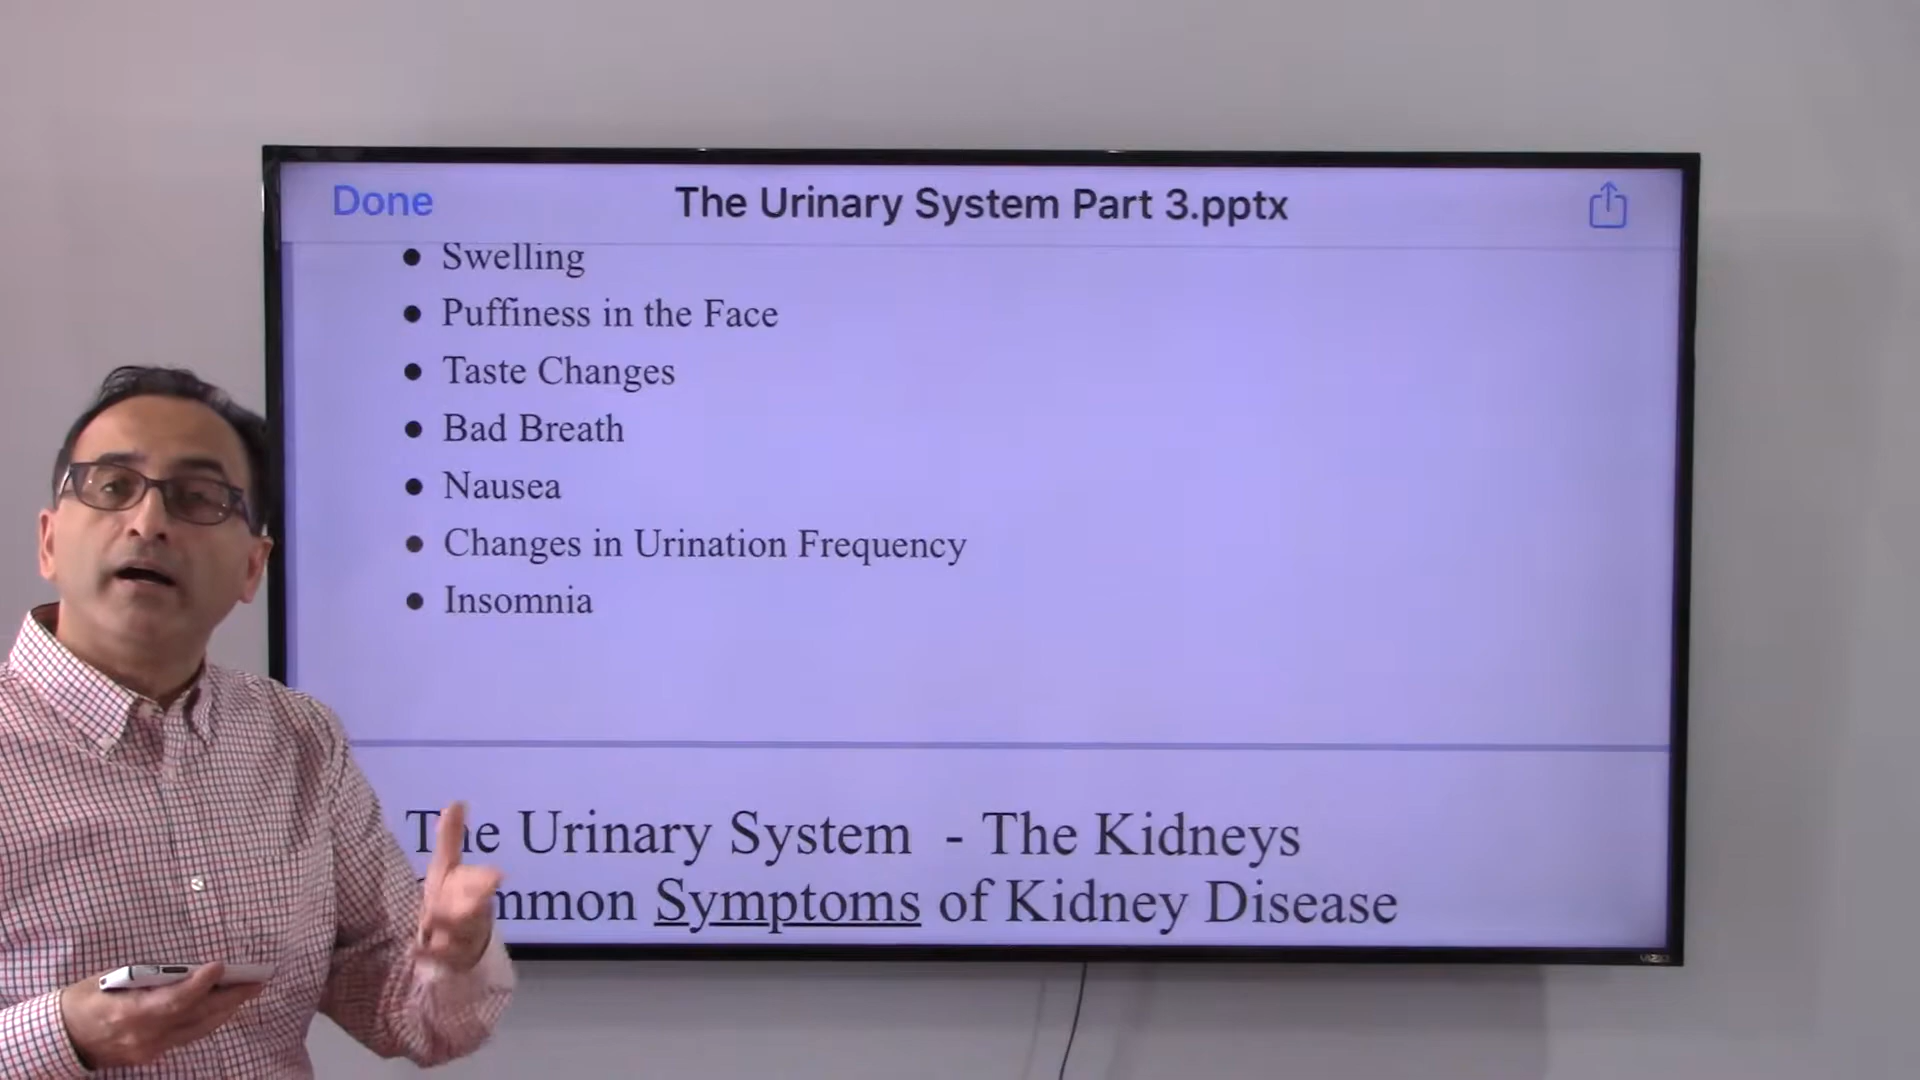 Done The Urinary System Part 3.pptx
• Swelling
• Puffiness in the Face
• Taste Changes
• Bad Breath
• Nausea
• Changes in Urination Frequency
• Insomnia
The Urinary System - The Kidneys
mmon Symptoms of Kidney Disease
VIZIO